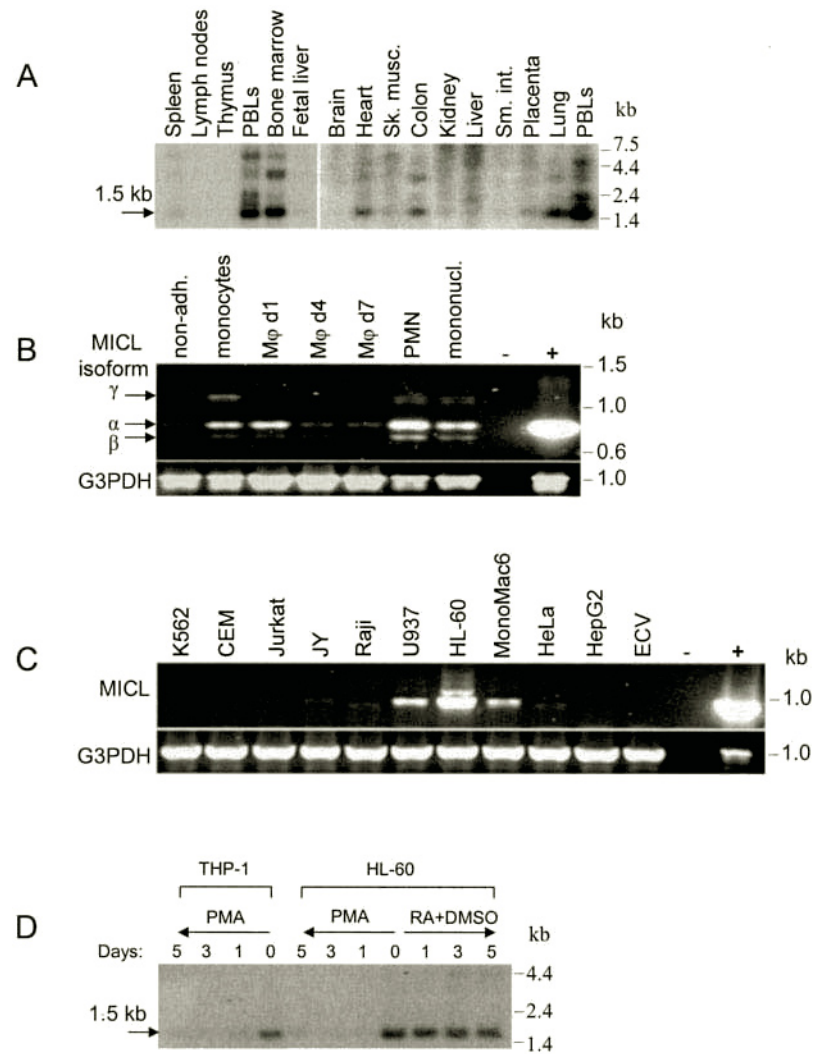 A
Spleen
Lymph nodes
Thymus
PBLs
Bone marrow
Fetal liver
Brain
Heart
Sk. musc.
Colon
Kidney
Liver
Sm. int.
Placenta
Lung
PBLs
kb
7.5
4.4
2.4
1.4
1.5 kb
B
non-adh.
monocytes
Mφ d1
Mφ d4
Mφ d7
PMN
mononucl.
-
+
kb
MICL
isoform
γ
α
β
1.5
1.0
0.6
G3PDH
1.0
C
K562
CEM
Jurkat
JY
Raji
U937
HL-60
MonoMac6
HeLa
HepG2
ECV
-
+
kb
MICL
1.0
G3PDH
1.0
D
THP-1 HL-60
PMA PMA RA+DMSO
kb
Days: 5 3 1 0 5 3 1 0 1 3 5
4.4
2.4
1.4
1.5 kb